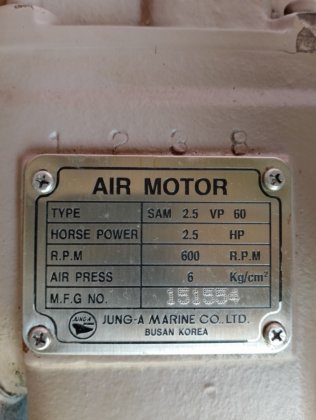 1 2 3 8
AIR MOTOR
TYPE SAM 2.5 VP 60
HORSE POWER 2.5 HP
R.P.M 600 R.P.M
AIR PRESS 6 Kg/cm²
M.F.G NO. 151554
JUNG-A JUNG-A MARINE CO. LTD.
BUSAN KOREA